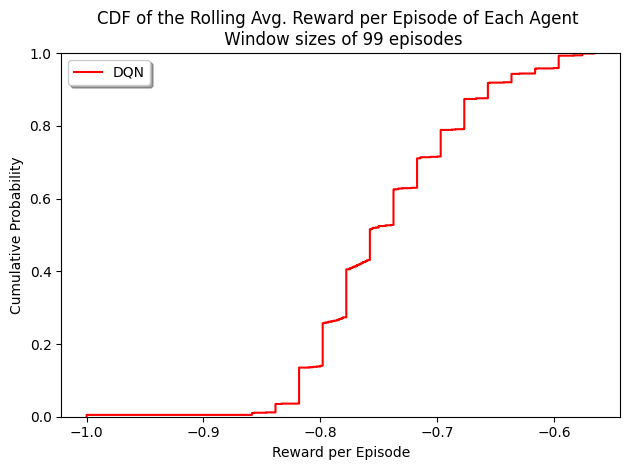 CDF of the Rolling Avg. Reward per Episode of Each Agent
Window sizes of 99 episodes
DQN
Cumulative Probability
1.0
0.8
0.6
0.4
0.2
0.0
−1.0
−0.9
−0.8
−0.7
−0.6
Reward per Episode